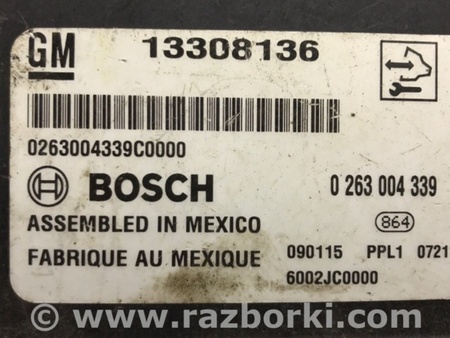 GM 13308136
0263004339C0000
BOSCH 0 263 004 339
ASSEMBLED IN MEXICO 864
FABRIQUE AU MEXIQUE 090115 PPL1 0721
6002JC0000
© www.razborki.com